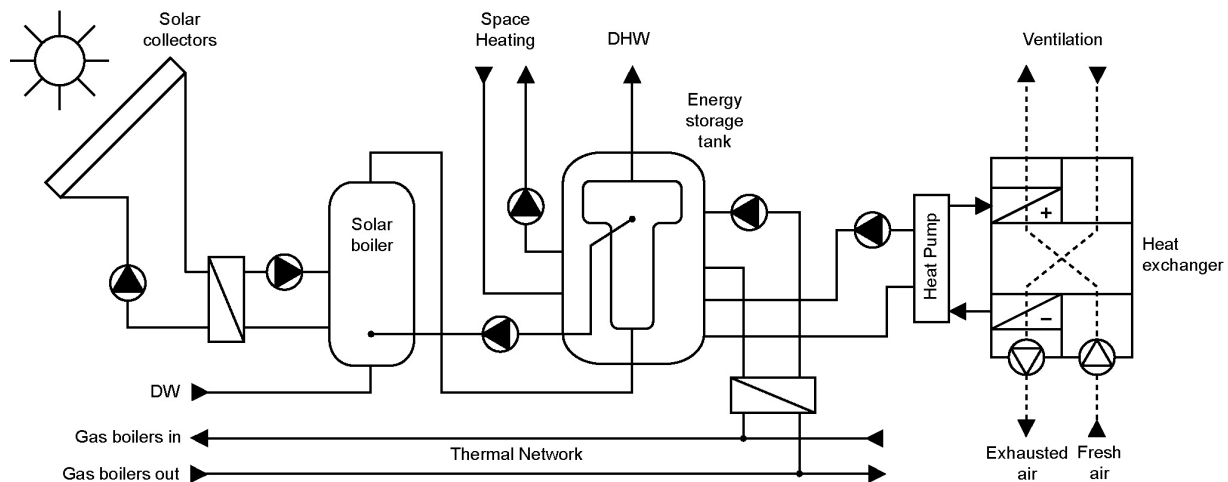 Solar
collectors
Space
Heating
DHW
Ventilation
Energy
storage
tank
Solar
boiler
Heat Pump
+
Heat
exchanger
−
DW
Gas boilers in
Thermal Network
Gas boilers out
Exhausted
air
Fresh
air